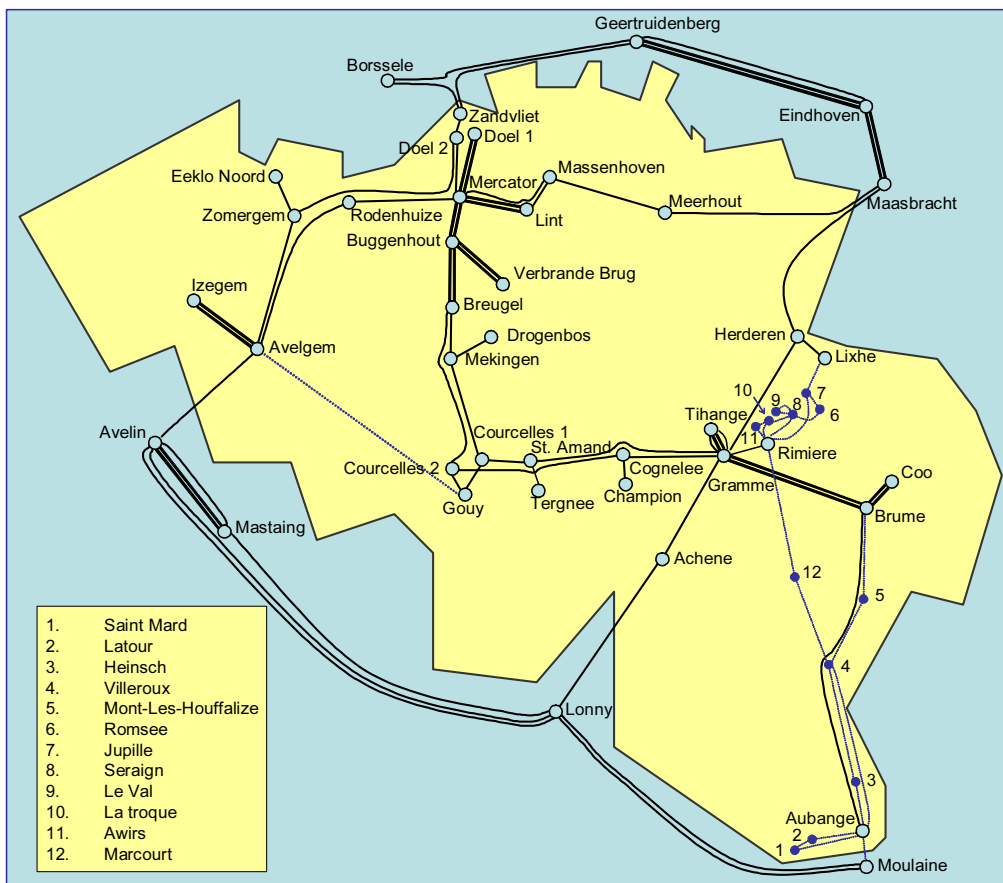 Geertruidenberg
Borssele
Eindhoven
Zandvliet
Doel 1
Doel 2
Massenhoven
Eeklo Noord
Mercator
Maasbracht
Zomergem
Rodenhuize
Lint
Meerhout
Buggenhout
Verbrande Brug
Izegem
Breugel
Drogenbos
Herderen
Avelgem
Mekingen
Lixhe
10
9
8
7
6
Tihange
11
Avelin
Courcelles 1
St. Amand
Rimiere
Courcelles 2
Cognelee
Gramme
Coo
Gouy
Tergnee
Champion
Brume
Mastaing
Achene
12
5
1. Saint Mard
2. Latour
3. Heinsch
4. Villeroux
5. Mont-Les-Houffalize
6. Romsee
7. Jupille
8. Seraign
9. Le Val
10. La troque
11. Awirs
12. Marcourt
4
Lonny
3
Aubange
2
1
Moulaine